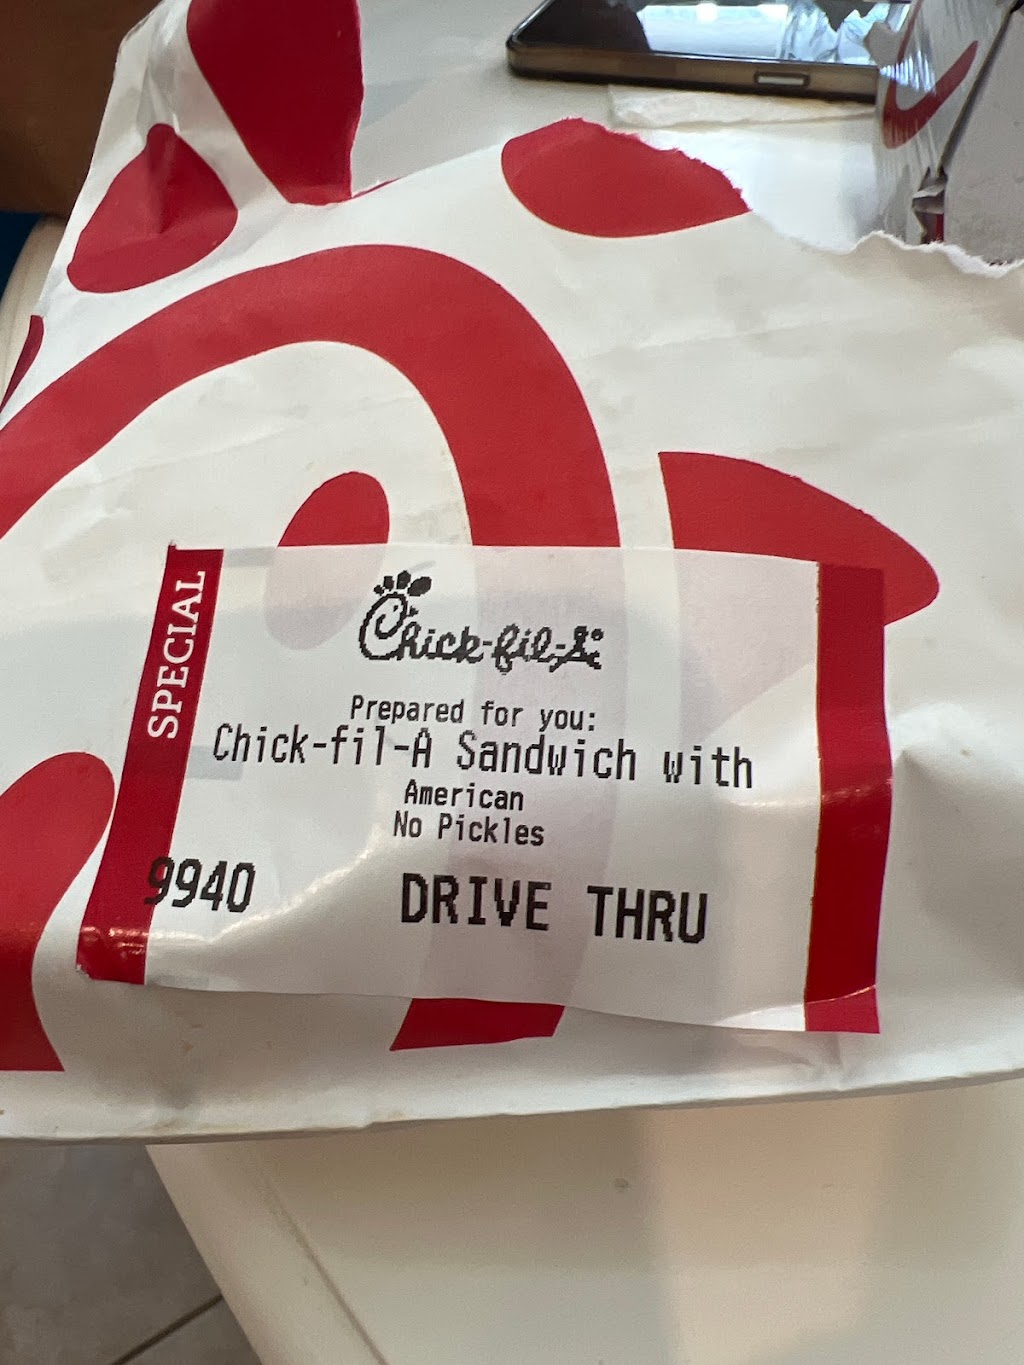 SPECIAL
Chick-fil-A
Prepared for you:
Chick-fil-A Sandwich with
American
No Pickles
9940 DRIVE THRU